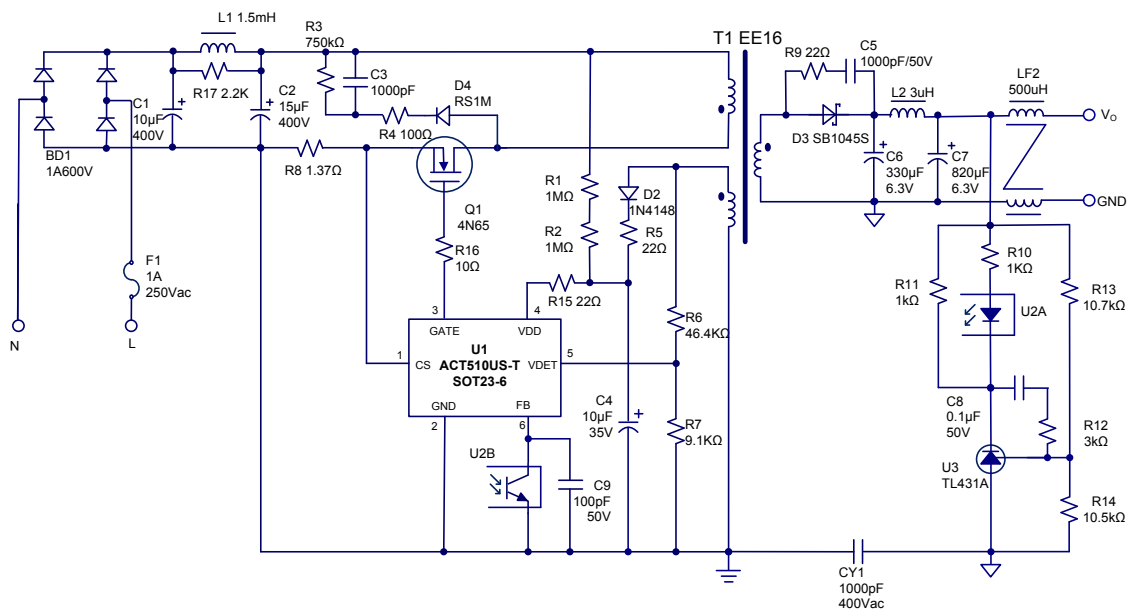 L1 1.5mH
R3
750kΩ
C3
1000pF
D4
RS1M
R17 2.2K
C1
10µF
400V
C2
15µF
400V
R4 100Ω
BD1
1A600V
R8 1.37Ω
Q1
4N65
R16
10Ω
T1 EE16
R9 22Ω
C5
1000pF/50V
L2 3uH
LF2
500uH
VO
D3 SB1045S
C6
330µF
6.3V
C7
820µF
6.3V
GND
R1
1MΩ
D2
1N4148
R2
1MΩ
R5
22Ω
F1
1A
250Vac
N
L
R15 22Ω
3
4
GATE
VDD
U1
ACT510US-T
SOT23-6
1
CS
VDET
5
GND
FB
2
6
R6
46.4KΩ
C4
10µF
35V
R7
9.1KΩ
U2B
C9
100pF
50V
R10
1KΩ
R11
1kΩ
U2A
R13
10.7kΩ
C8
0.1µF
50V
R12
3kΩ
U3
TL431A
R14
10.5kΩ
CY1
1000pF
400Vac